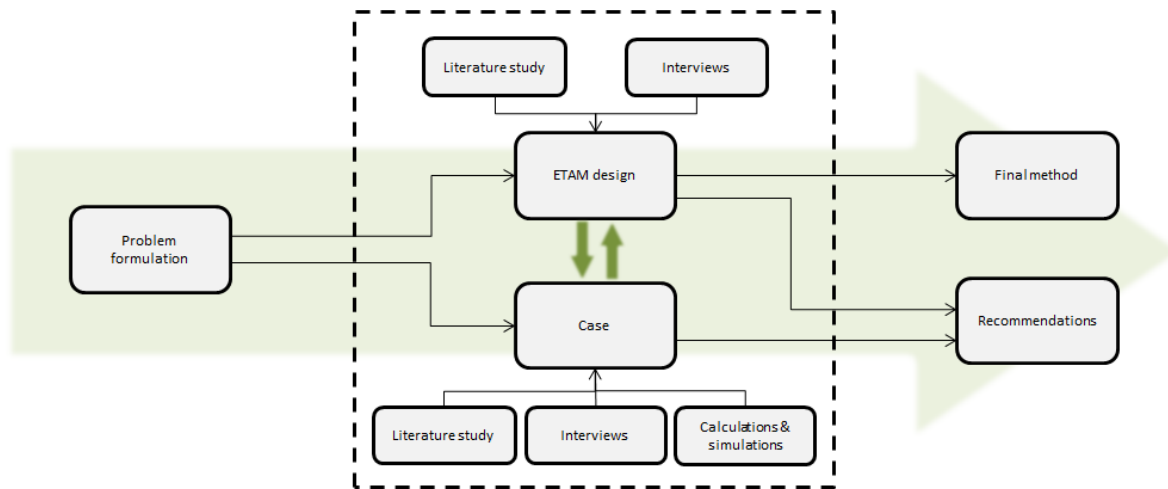 Literature study
Interviews
ETAM design
Final method
Problem
formulation
Case
Recommendations
Literature study
Interviews
Calculations &
simulations